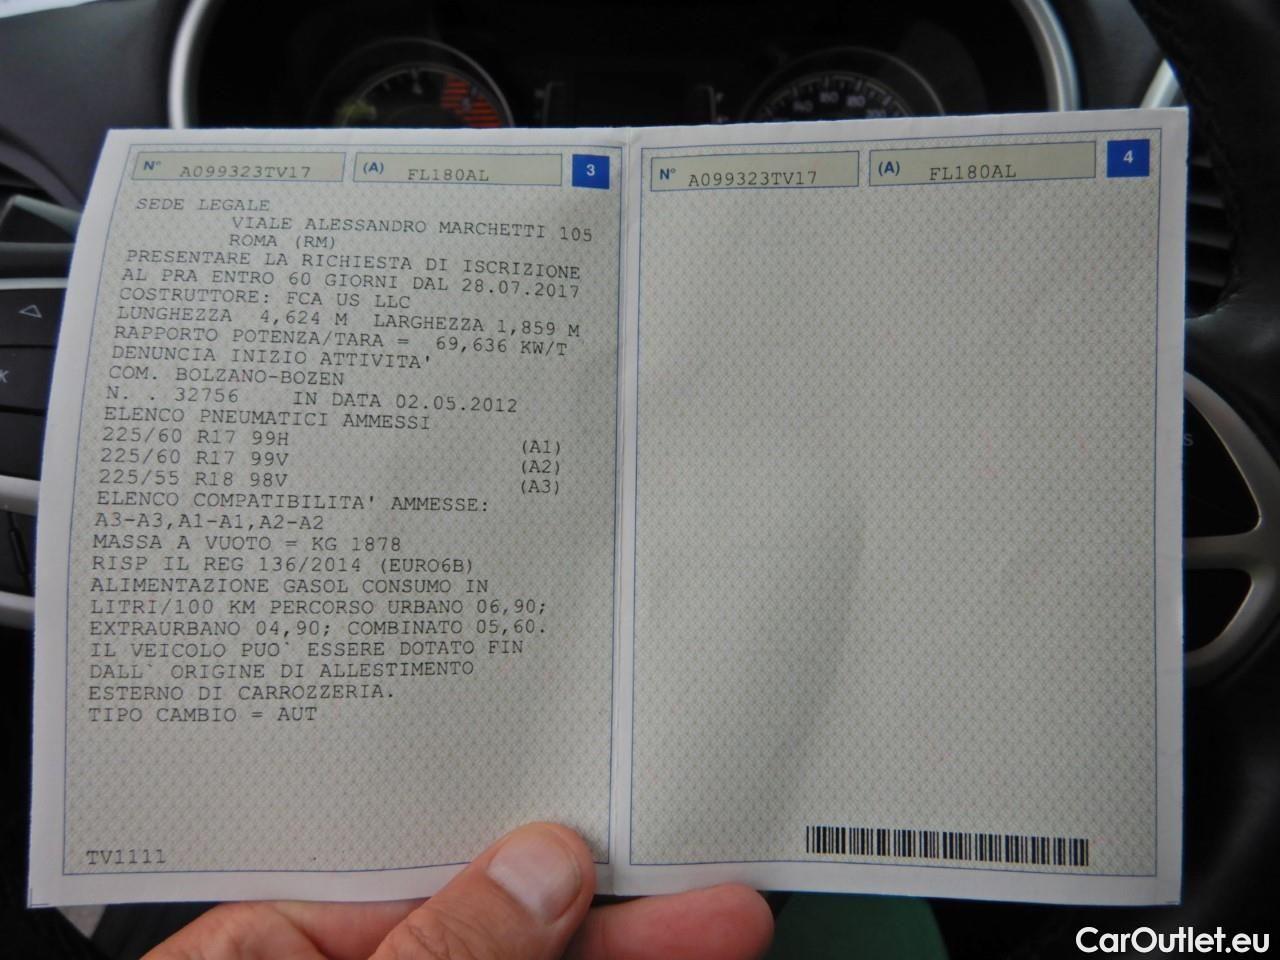 N° A099323TV17 (A) FL180AL 3
SEDE LEGALE
VIALE ALESSANDRO MARCHETTI 105
ROMA (RM)
PRESENTARE LA RICHIESTA DI ISCRIZIONE
AL PRA ENTRO 60 GIORNI DAL 28.07.2017
COSTRUTTORE: FCA US LLC
LUNGHEZZA 4,624 M LARGHEZZA 1,859 M
RAPPORTO POTENZA/TARA = 69,636 KW/T
DENUNCIA INIZIO ATTIVITA'
COM. BOLZANO-BOZEN
N. . 32756 IN DATA 02.05.2012
ELENCO PNEUMATICI AMMESSI
225/60 R17 99H (A1)
225/60 R17 99V (A2)
225/55 R18 98V (A3)
ELENCO COMPATIBILITA' AMMESSE:
A3-A3,A1-A1,A2-A2
MASSA A VUOTO = KG 1878
RISP IL REG 136/2014 (EURO6B)
ALIMENTAZIONE GASOL CONSUMO IN
LITRI/100 KM PERCORSO URBANO 06,90;
EXTRAURBANO 04,90; COMBINATO 05,60.
IL VEICOLO PUO` ESSERE DOTATO FIN
DALL` ORIGINE DI ALLESTIMENTO
ESTERNO DI CARROZZERIA.
TIPO CAMBIO = AUT
TV1111
N° A099323TV17 (A) FL180AL 4
CarOutlet.eu